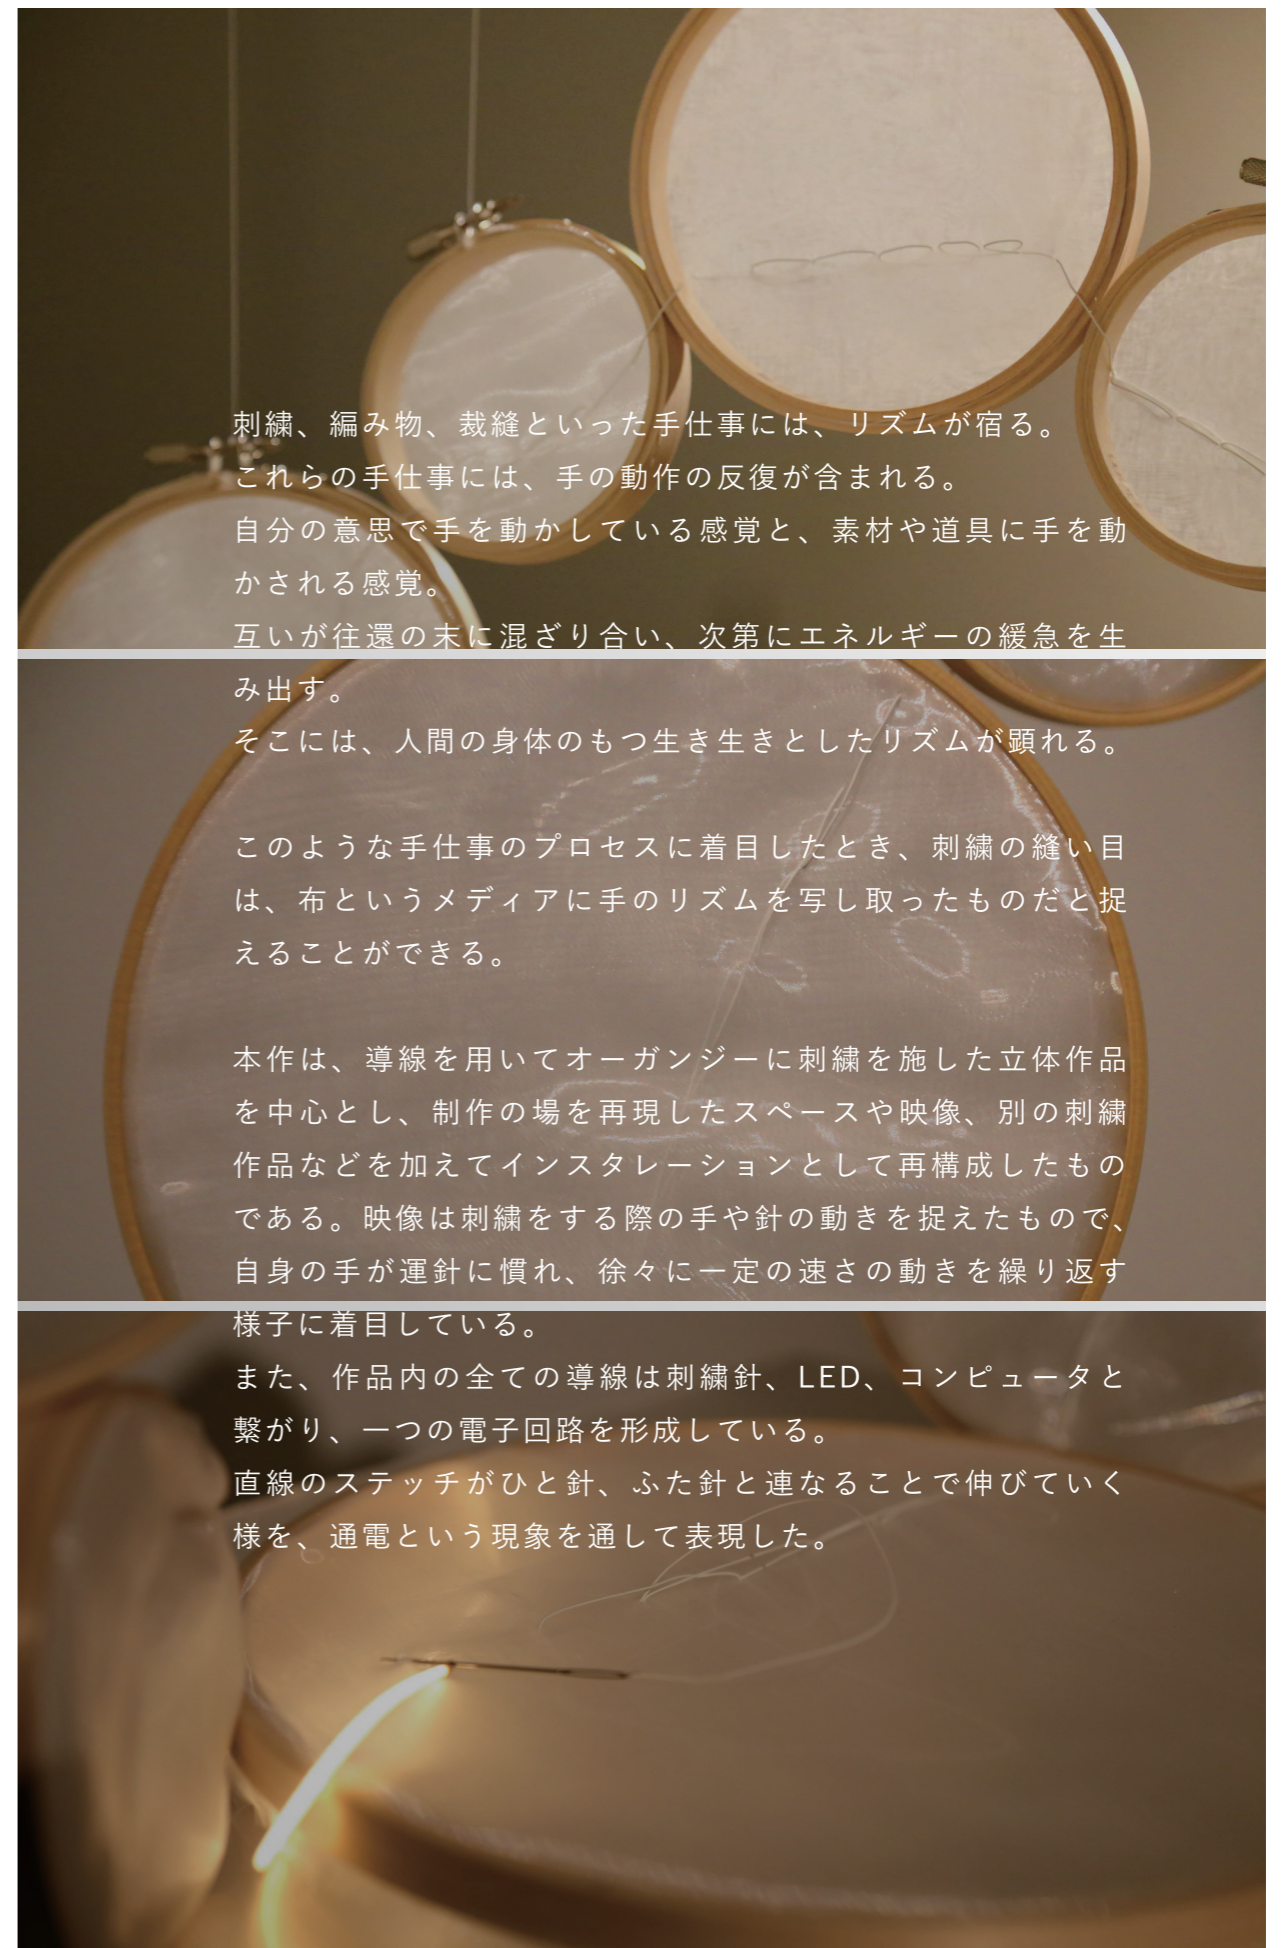 刺繍、編み物、裁縫といった手仕事には、リズムが宿る。
これらの手仕事には、手の動作の反復が含まれる。
自分の意思で手を動かしている感覚と、素材や道具に手を動
かされる感覚。
互いが往還の末に混ざり合い、次第にエネルギーの緩急を生
み出す。
そこには、人間の身体のもつ生き生きとしたリズムが顕れる。
このような手仕事のプロセスに着目したとき、刺繍の縫い目
は、布というメディアに手のリズムを写し取ったものだと捉
えることができる。
本作は、導線を用いてオーガンジーに刺繍を施した立体作品
を中心とし、制作の場を再現したスペースや映像、別の刺繍
作品などを加えてインスタレーションとして再構成したもの
である。映像は刺繍をする際の手や針の動きを捉えたもので、
自身の手が運針に慣れ、徐々に一定の速さの動きを繰り返す
様子に着目している。
また、作品内の全ての導線は刺繍針、LED、コンピュータと
繋がり、一つの電子回路を形成している。
直線のステッチがひと針、ふた針と連なることで伸びていく
様を、通電という現象を通して表現した。